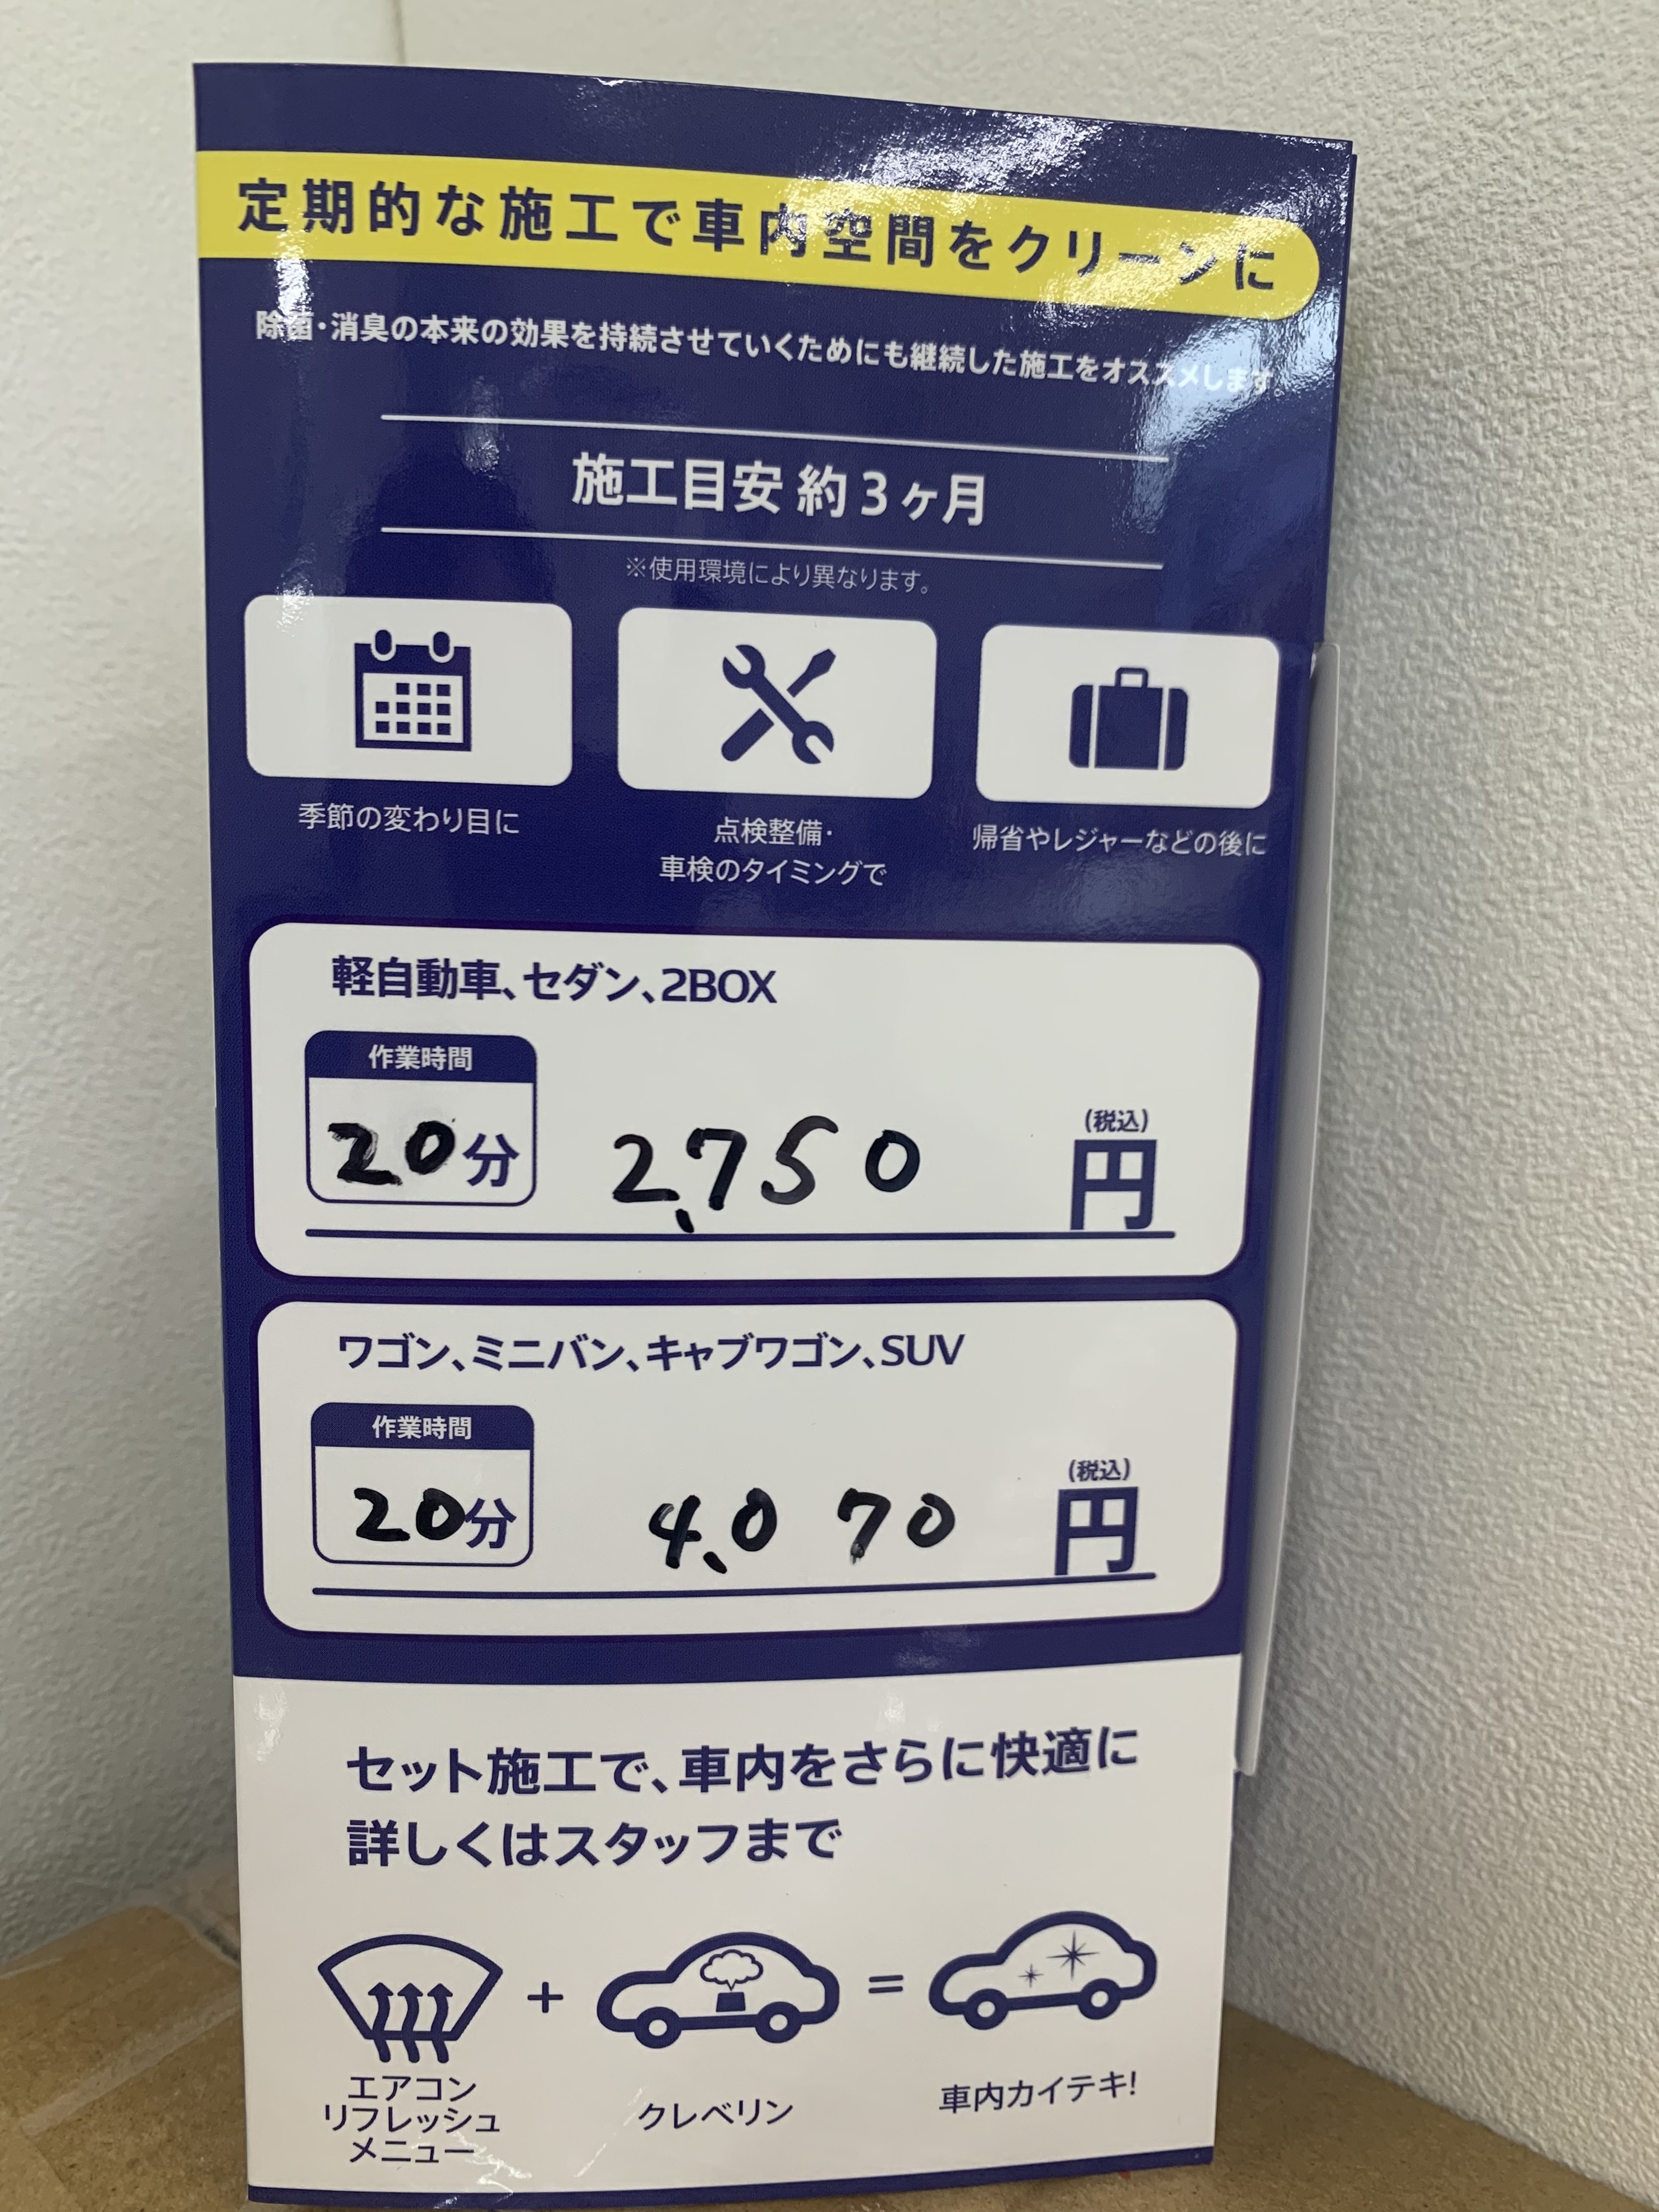 定期的な施工で車内空間をクリーンに
除菌・消臭の本来の効果を持続させていくためにも継続した施工をオススメします
施工目安 約3ヶ月
※使用環境により異なります。
季節の変わり目に
点検整備・
車検のタイミングで
帰省やレジャーなどの後に
軽自動車、セダン、2BOX
作業時間
20分 2,750 (税込)円
ワゴン、ミニバン、キャブワゴン、SUV
作業時間
20分 4,070 (税込)円
セット施工で、車内をさらに快適に
詳しくはスタッフまで
+ =
エアコン
リフレッシュ
メニュー
クレベリン
車内カイテキ!